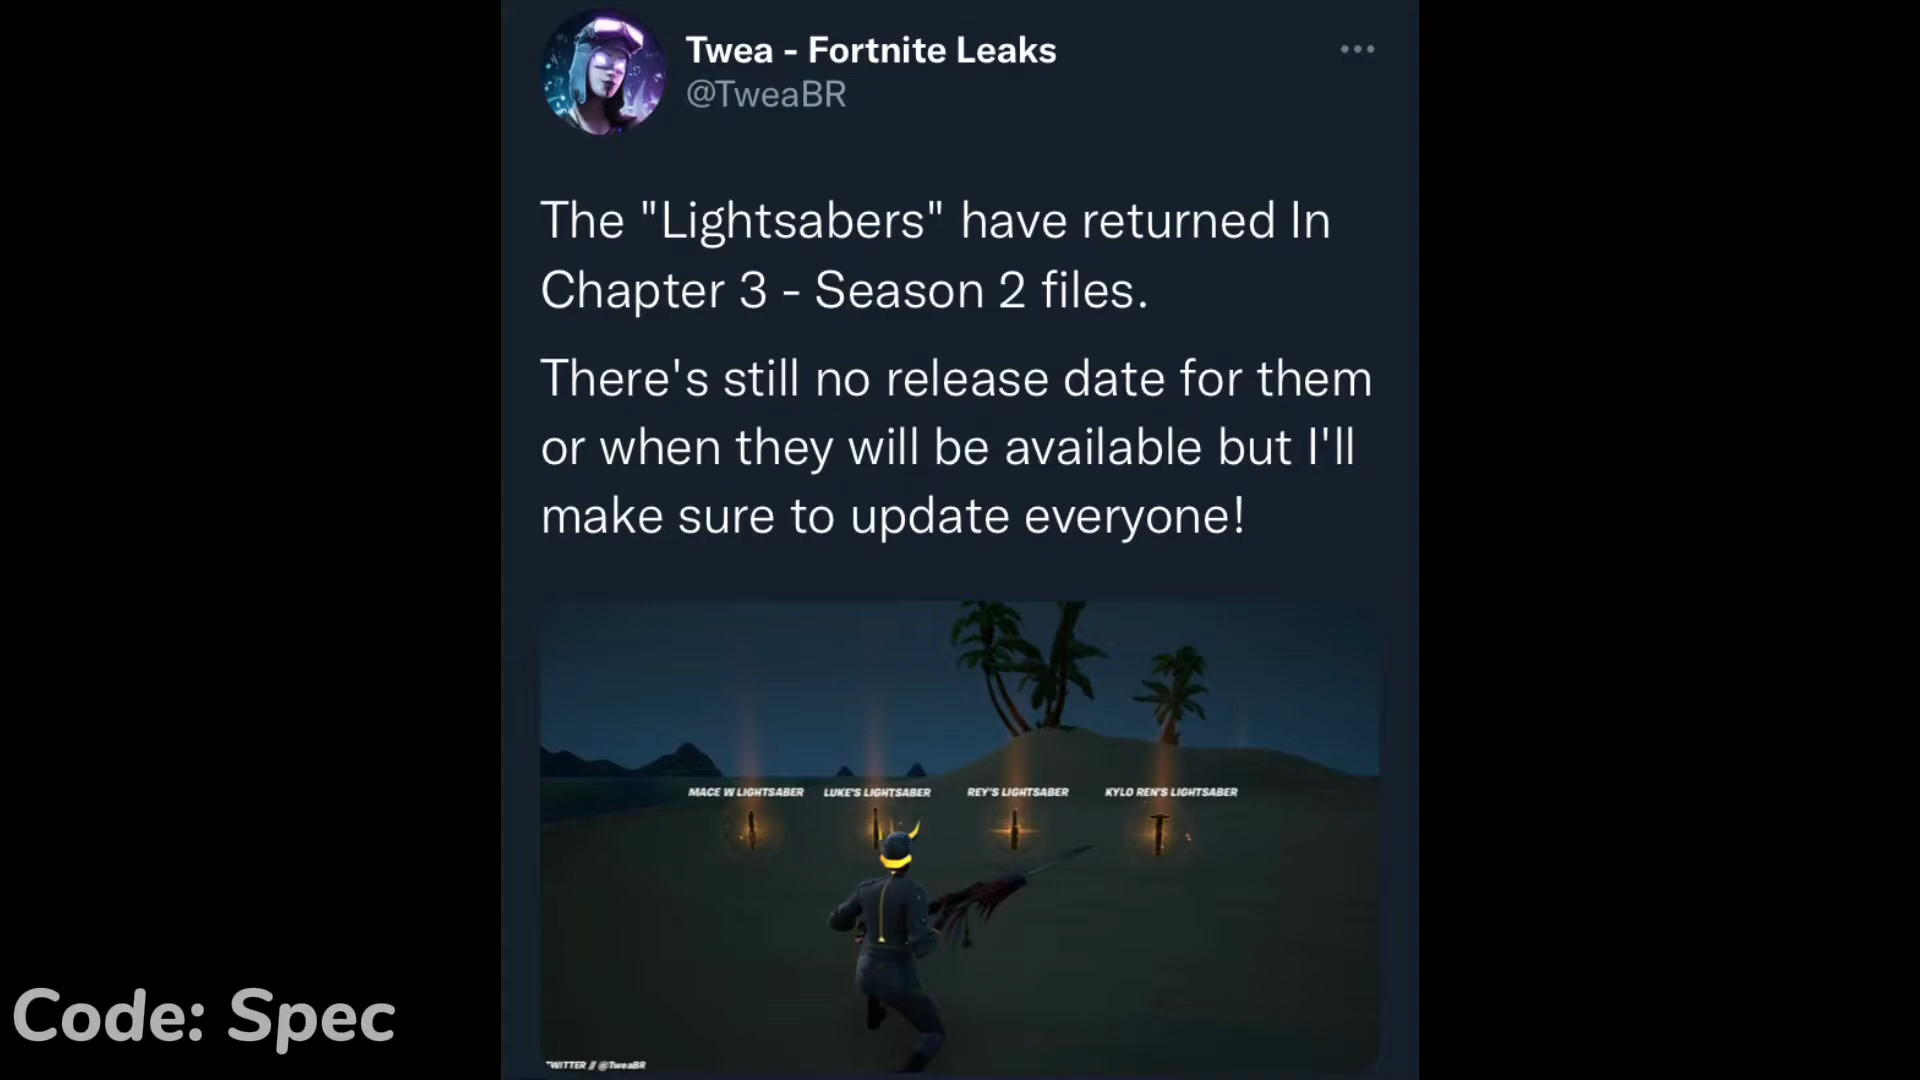 Twea - Fortnite Leaks
@TweaBR
The "Lightsabers" have returned In
Chapter 3 - Season 2 files.
There's still no release date for them
or when they will be available but I'll
make sure to update everyone!
MACE W LIGHTSABER LUKE'S LIGHTSABER REY'S LIGHTSABER KYLO REN'S LIGHTSABER
Code: Spec
TWITTER // @TweaBR